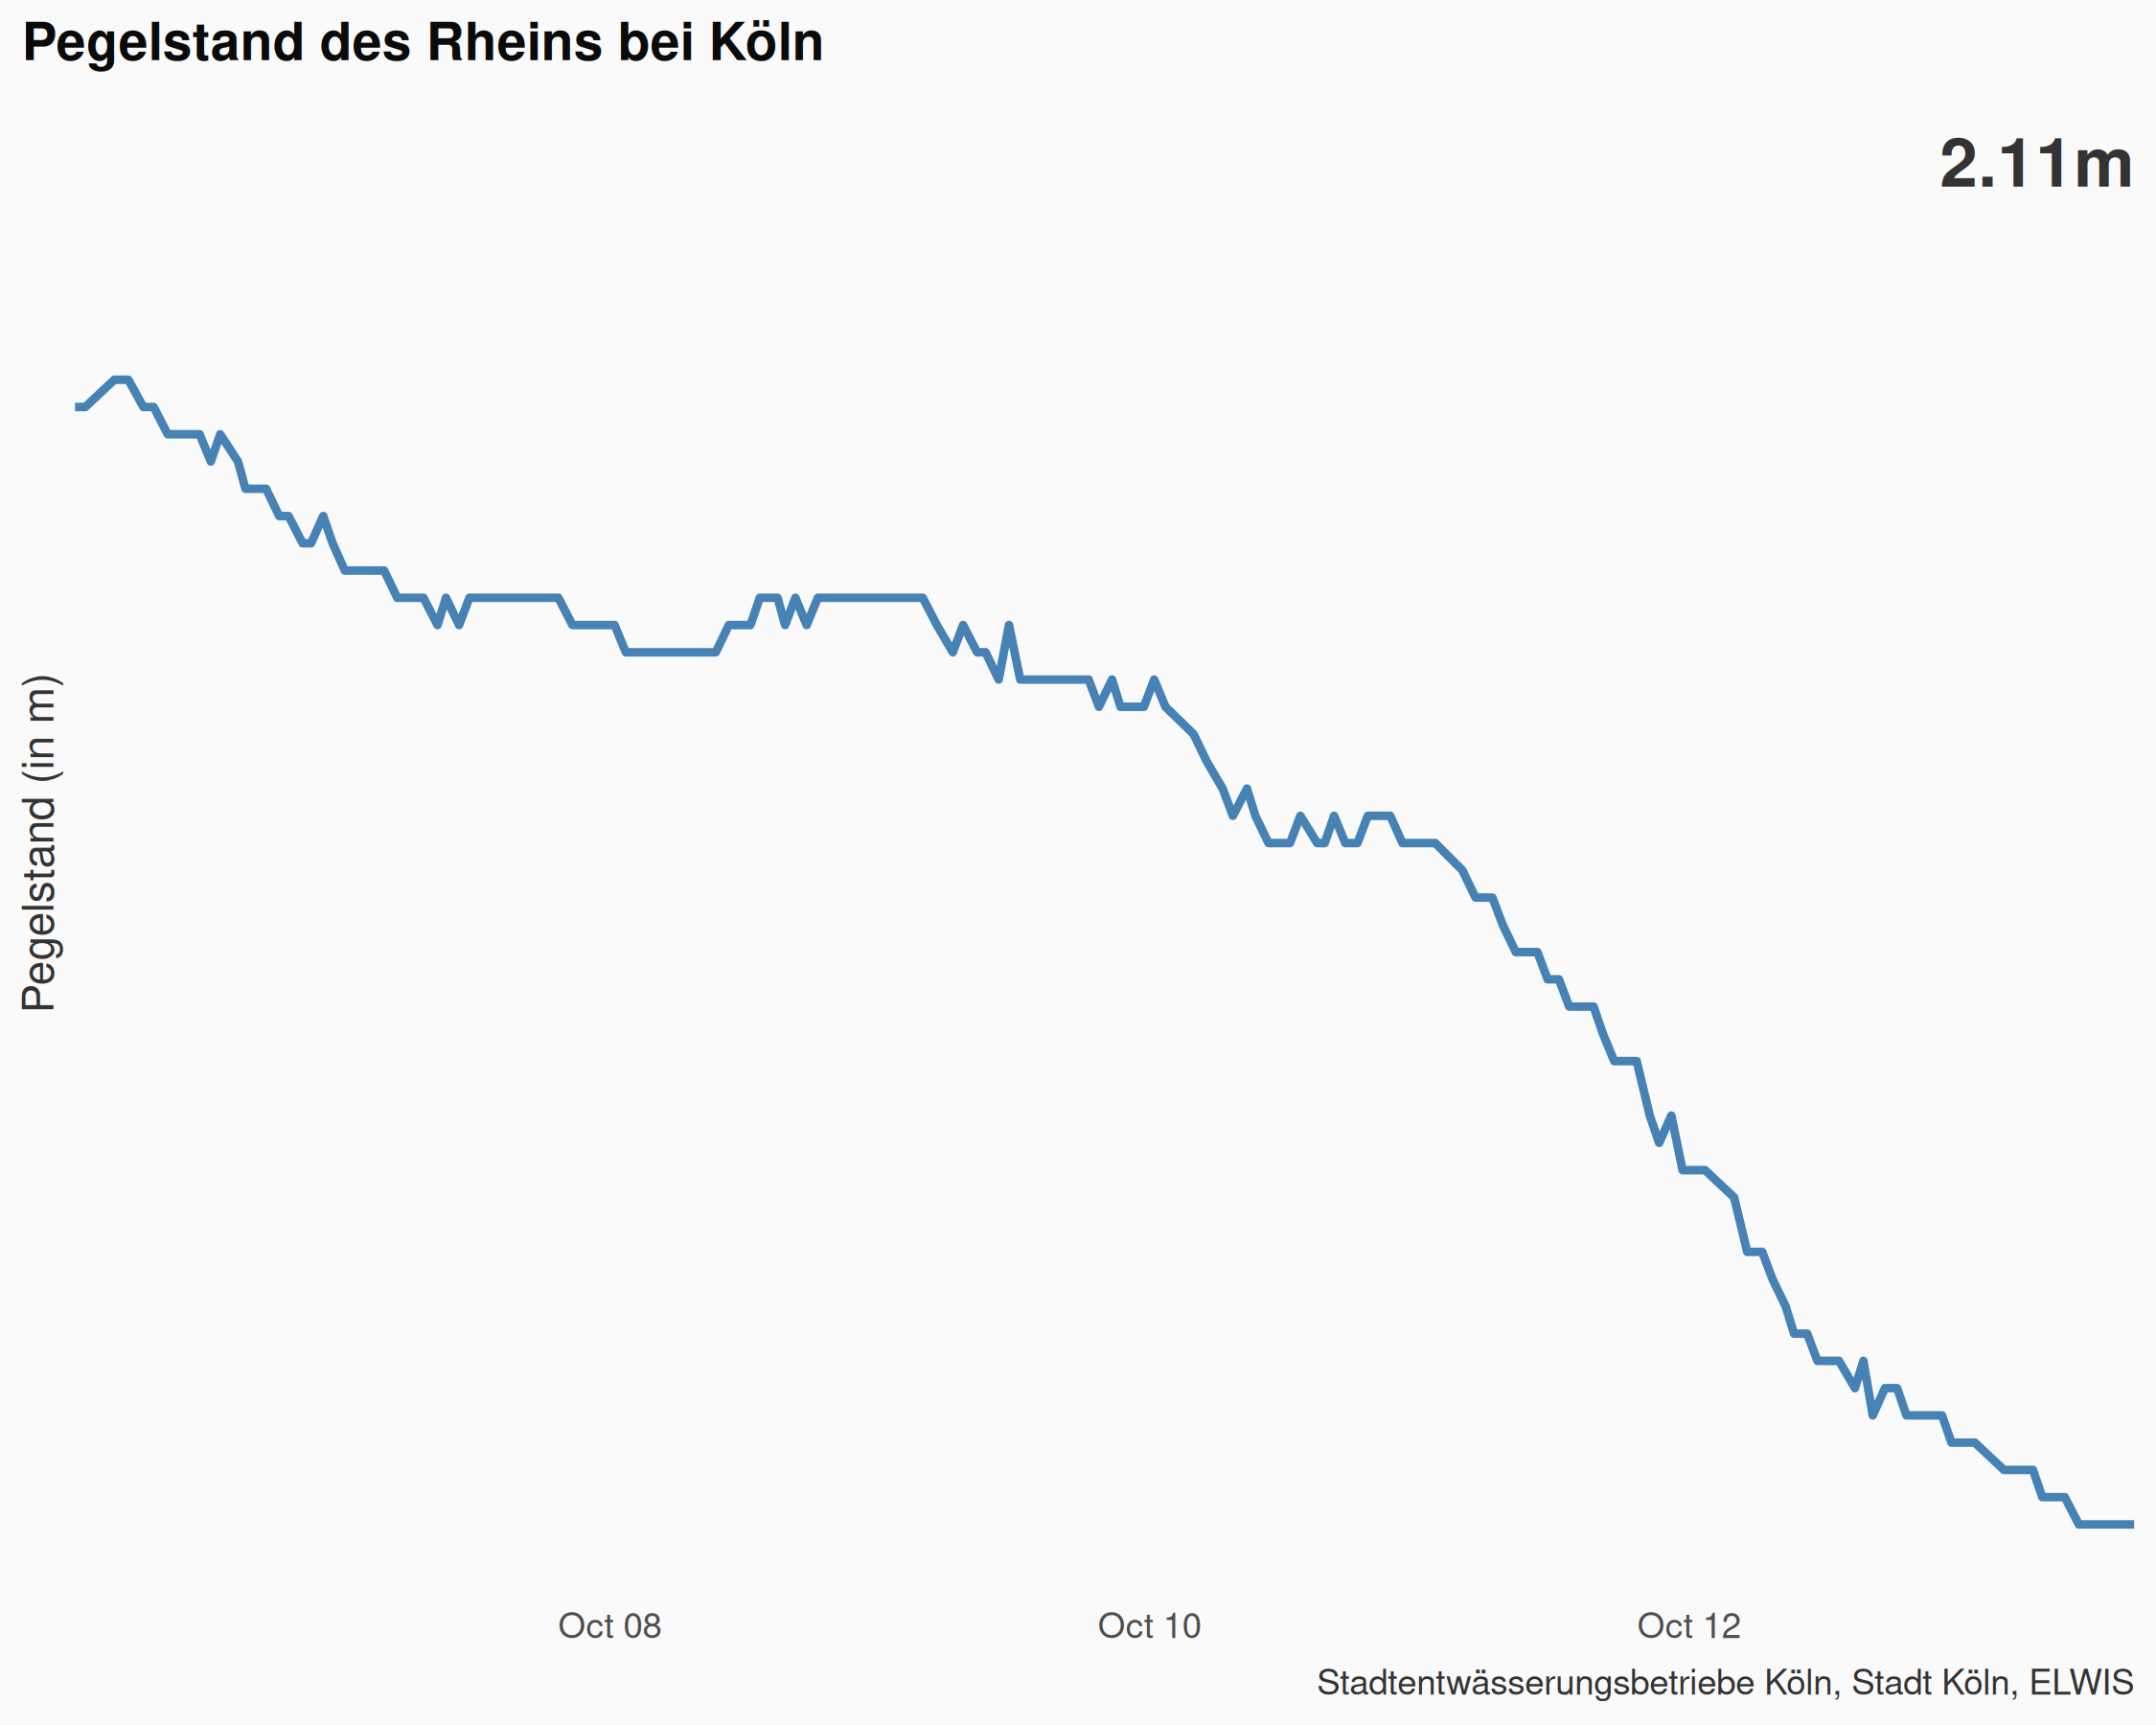 Pegelstand des Rheins bei Köln
2.11m
Pegelstand (in m)
Oct 08
Oct 10
Oct 12
Stadtentwässerungsbetriebe Köln, Stadt Köln, ELWIS